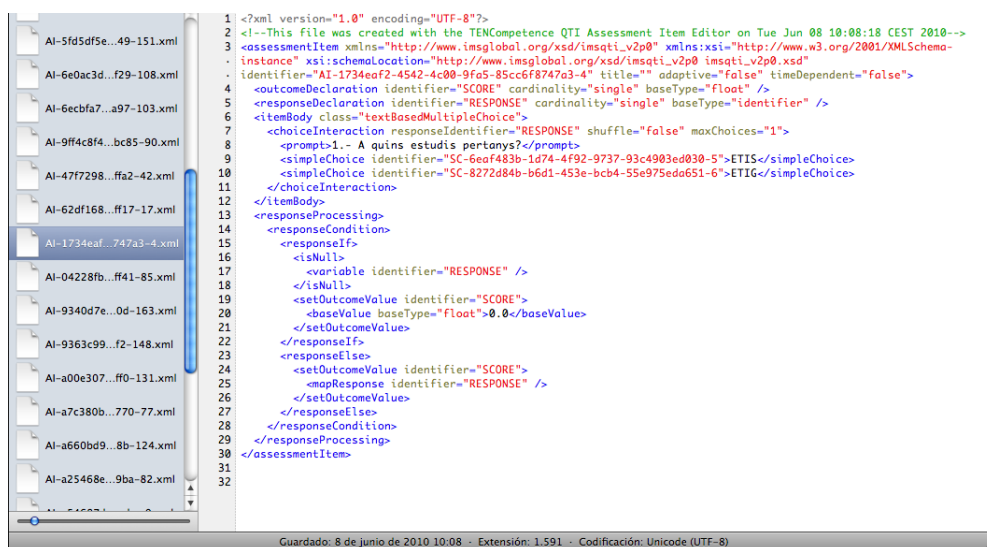 AI-5fd5df5e...49-151.xml
AI-6e0ac3d...f29-108.xml
AI-6ecbfa7...a97-103.xml
AI-9ff4c8f4...bc85-90.xml
AI-47f7298...ffa2-42.xml
AI-62df168...ff17-17.xml
AI-1734eaf...747a3-4.xml
AI-04228fb...ff41-85.xml
AI-9340d7e...0d-163.xml
AI-9363c99...f2-148.xml
AI-a00e307...ff0-131.xml
AI-a7c380b...770-77.xml
AI-a660bd9...8b-124.xml
AI-a25468e...9ba-82.xml
1 <?xml version="1.0" encoding="UTF-8"?>
2 <!--This file was created with the TENCompetence QTI Assessment Item Editor on Tue Jun 08 10:08:18 CEST 2010-->
3 <assessmentItem xmlns="http://www.imsglobal.org/xsd/imsqti_v2p0" xmlns:xsi="http://www.w3.org/2001/XMLSchema-
· instance" xsi:schemaLocation="http://www.imsglobal.org/xsd/imsqti_v2p0 imsqti_v2p0.xsd"
· identifier="AI-1734eaf2-4542-4c00-9fa5-85cc6f8747a3-4" title="" adaptive="false" timeDependent="false">
4 <outcomeDeclaration identifier="SCORE" cardinality="single" baseType="float" />
5 <responseDeclaration identifier="RESPONSE" cardinality="single" baseType="identifier" />
6 <itemBody class="textBasedMultipleChoice">
7 <choiceInteraction responseIdentifier="RESPONSE" shuffle="false" maxChoices="1">
8 <prompt>1.- A quins estudis pertanys?</prompt>
9 <simpleChoice identifier="SC-6eaf483b-1d74-4f92-9737-93c4903ed030-5">ETIS</simpleChoice>
10 <simpleChoice identifier="SC-8272d84b-b6d1-453e-bcb4-55e975eda651-6">ETIG</simpleChoice>
11 </choiceInteraction>
12 </itemBody>
13 <responseProcessing>
14 <responseCondition>
15 <responseIf>
16 <isNull>
17 <variable identifier="RESPONSE" />
18 </isNull>
19 <setOutcomeValue identifier="SCORE">
20 <baseValue baseType="float">0.0</baseValue>
21 </setOutcomeValue>
22 </responseIf>
23 <responseElse>
24 <setOutcomeValue identifier="SCORE">
25 <mapResponse identifier="RESPONSE" />
26 </setOutcomeValue>
27 </responseElse>
28 </responseCondition>
29 </responseProcessing>
30 </assessmentItem>
31
32
Guardado: 8 de junio de 2010 10:08 · Extensión: 1.591 · Codificación: Unicode (UTF-8)